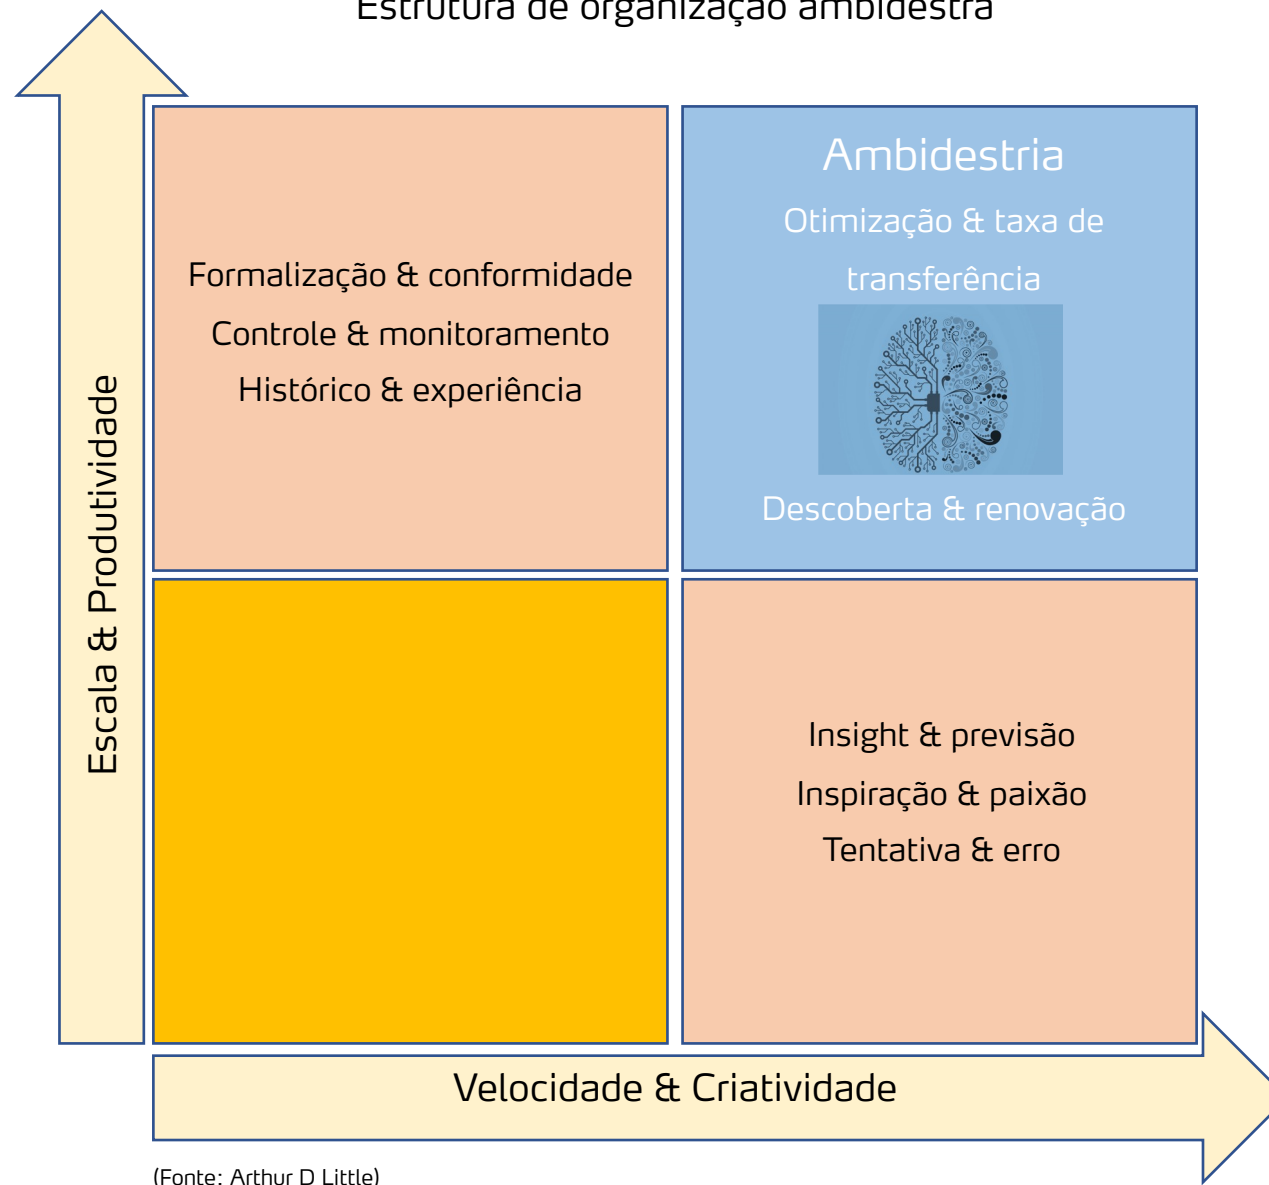 Estrutura de organização ambidestra
Escala & Produtividade
Formalização & conformidade
Controle & monitoramento
Histórico & experiência
Ambidestria
Otimização & taxa de
transferência
Descoberta & renovação
Insight & previsão
Inspiração & paixão
Tentativa & erro
Velocidade & Criatividade
(Fonte: Arthur D Little)